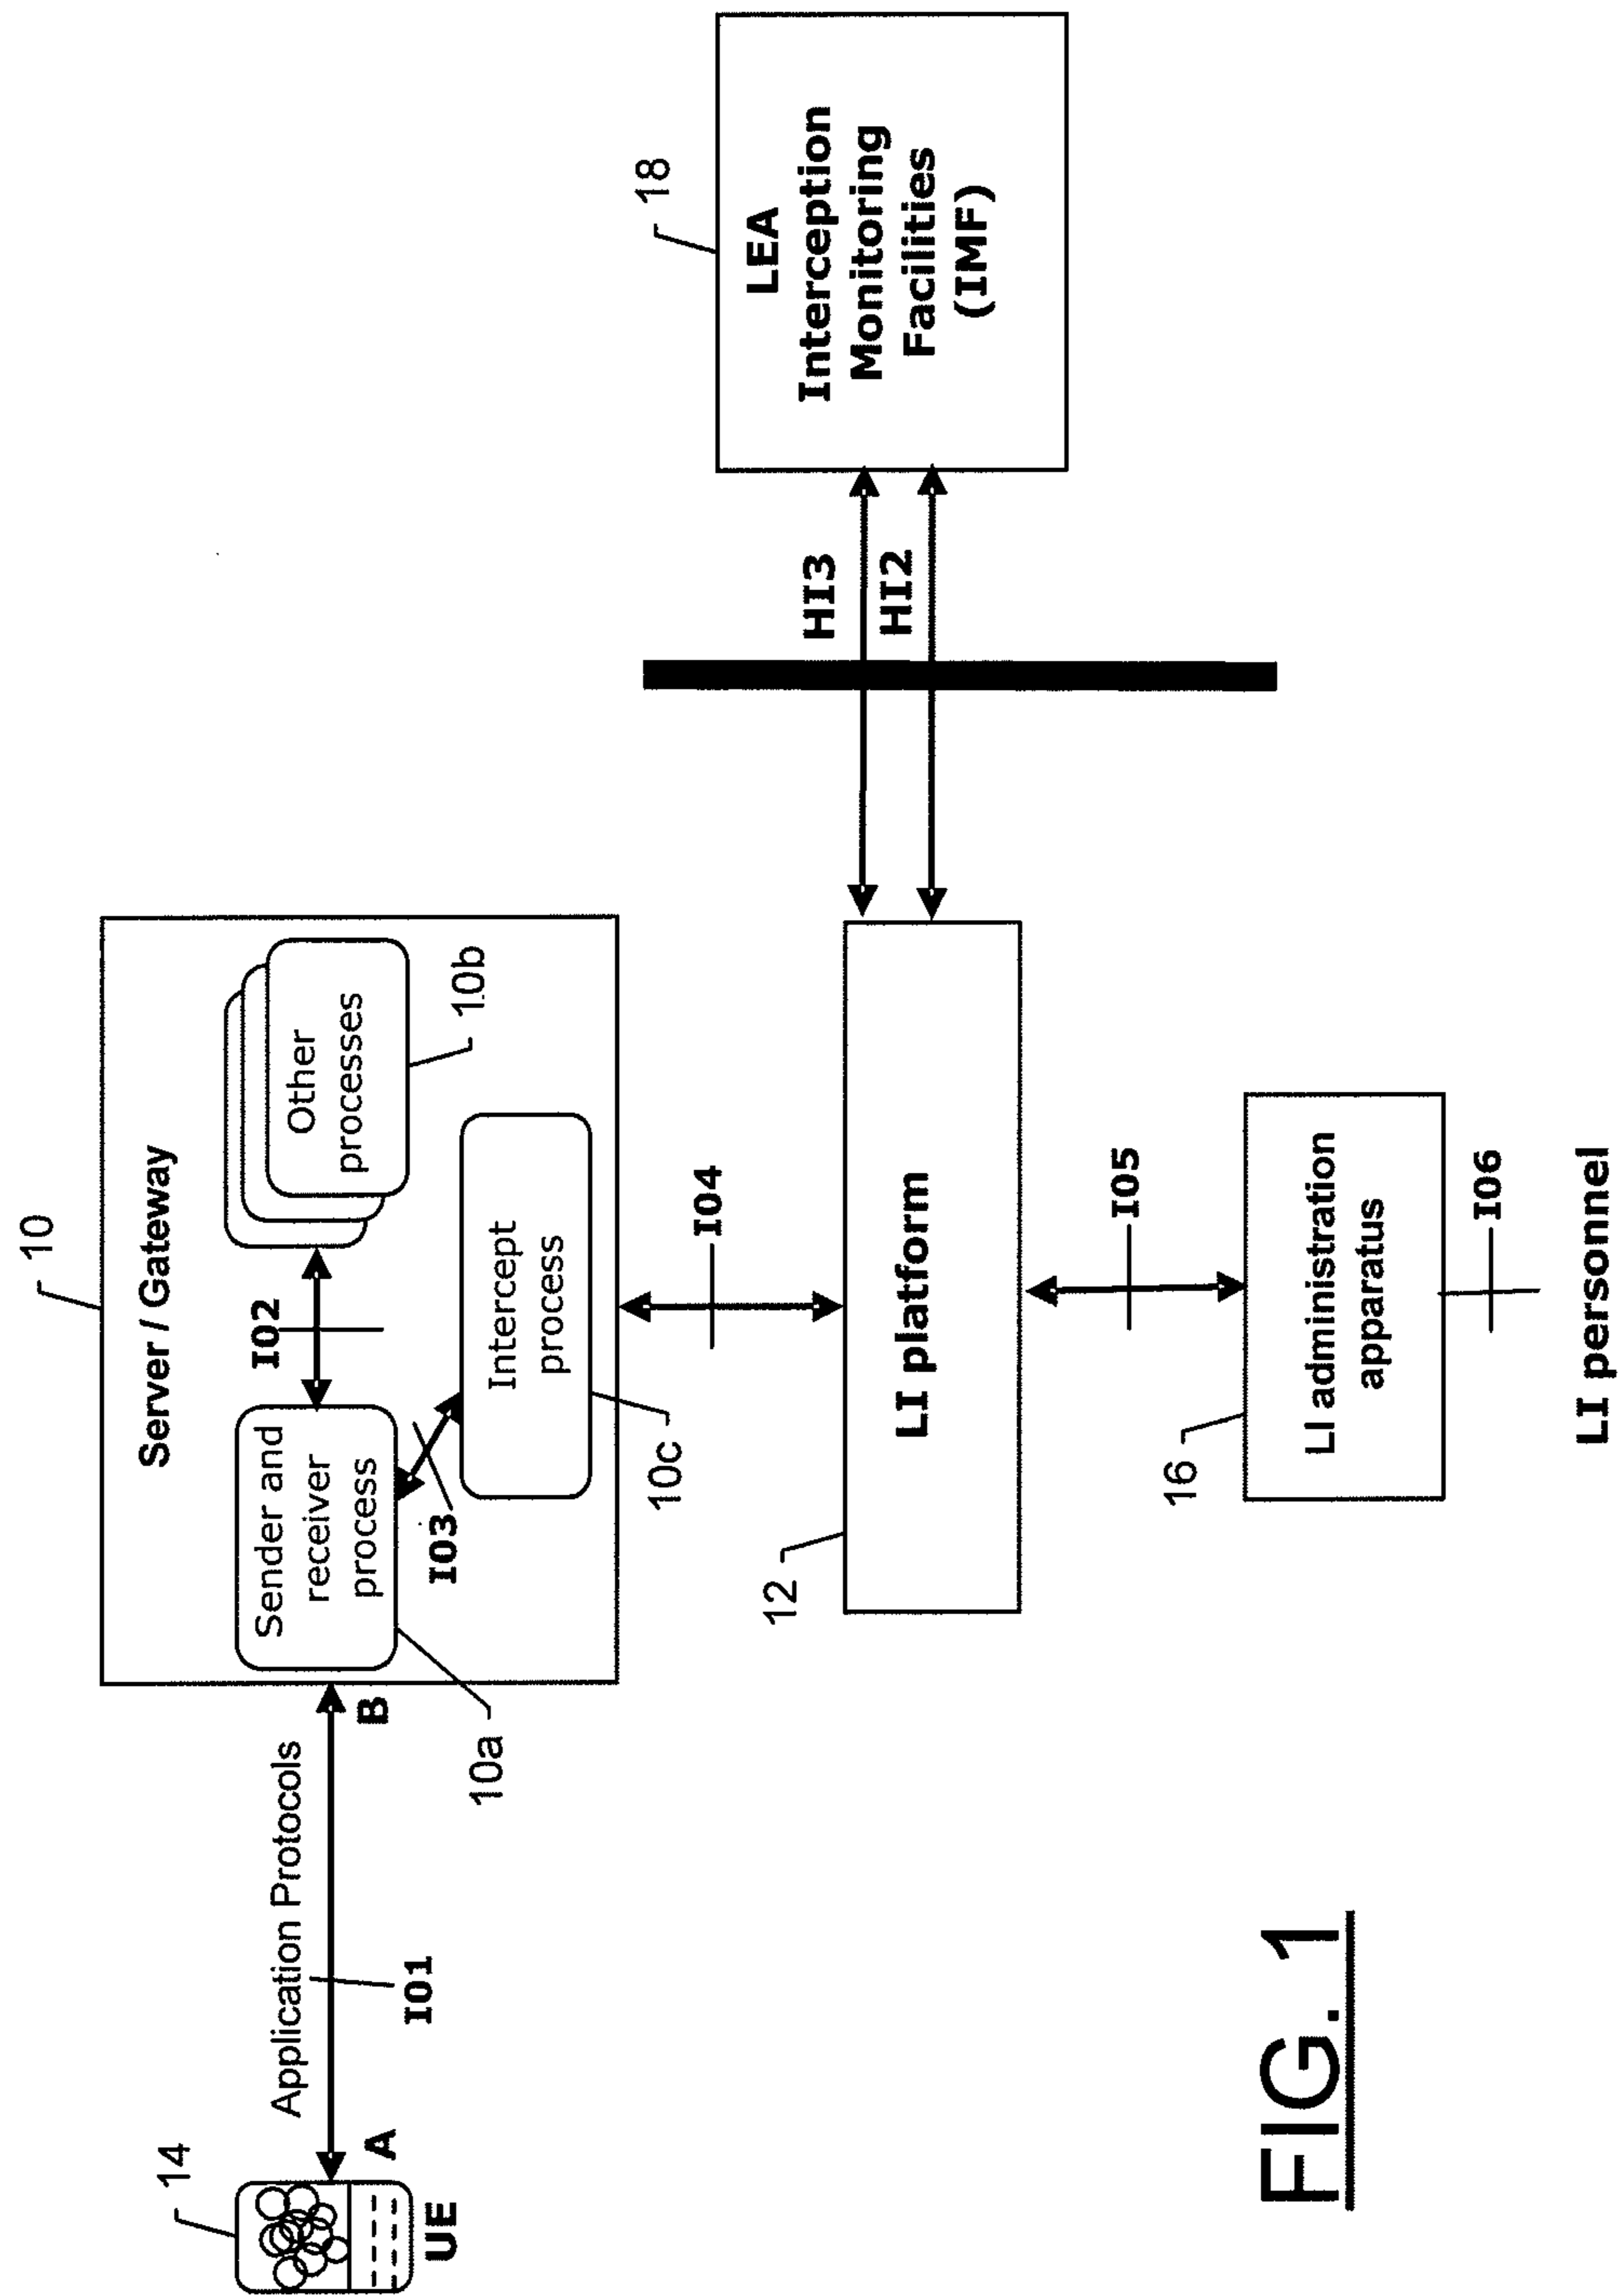 10
Server / Gateway
14
Application Protocols
I01
A
UE
B
10a
Sender and
receiver
process
I02
Other
processes
10b
I03
Intercept
process
10c
I04
12
LI platform
HI3
HI2
18
LEA
Interception
Monitoring
Facilities
(IMF)
I05
16
LI administration
apparatus
I06
LI personnel
FIG. 1